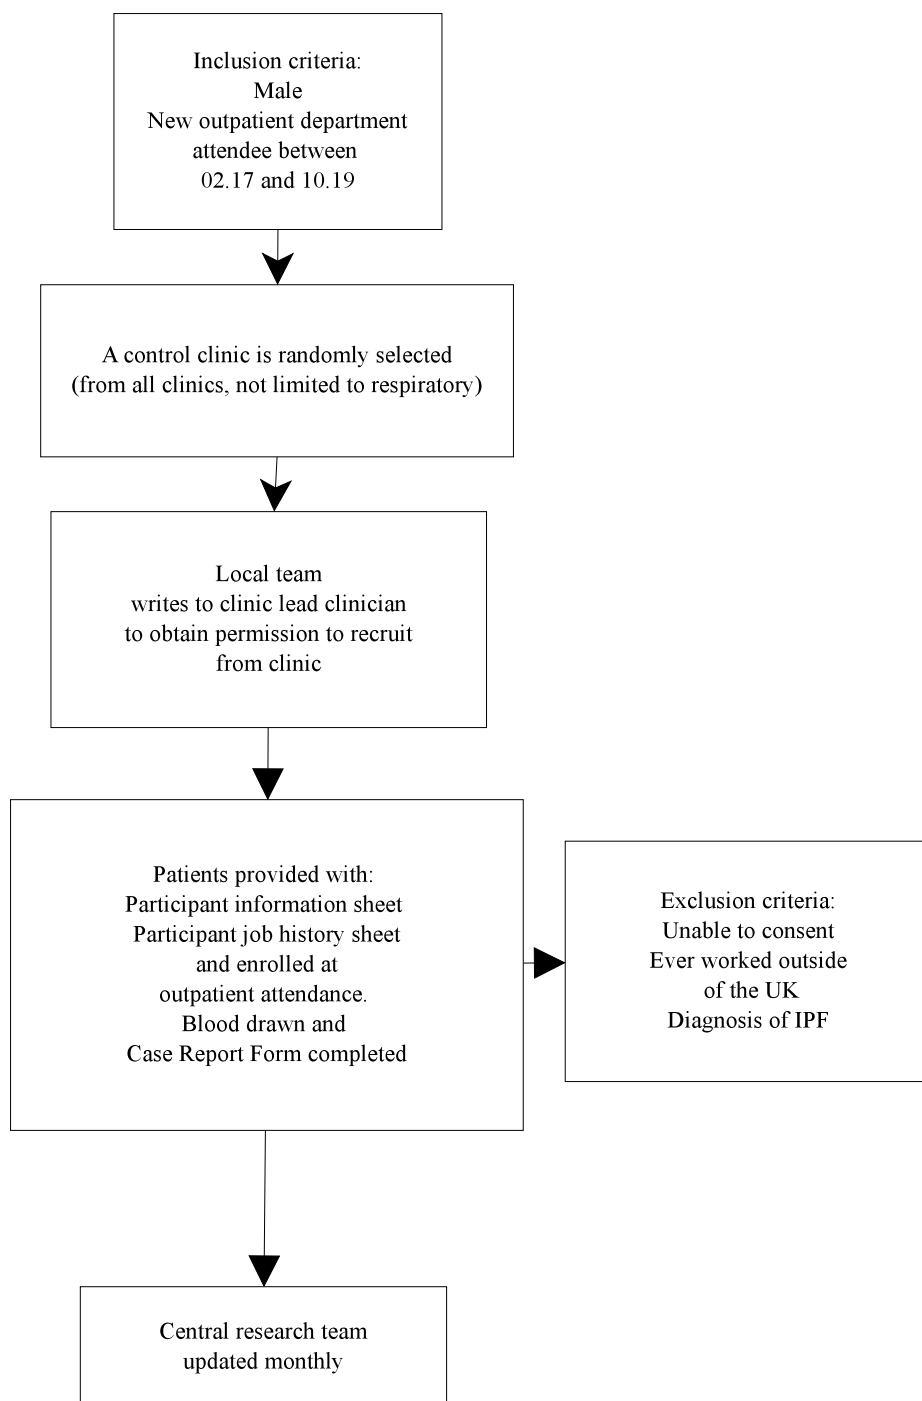 Inclusion criteria:
Male
New outpatient department
attendee between
02.17 and 10.19
A control clinic is randomly selected
(from all clinics, not limited to respiratory)
Local team
writes to clinic lead clinician
to obtain permission to recruit
from clinic
Patients provided with:
Participant information sheet
Participant job history sheet
and enrolled at
outpatient attendance.
Blood drawn and
Case Report Form completed
Exclusion criteria:
Unable to consent
Ever worked outside
of the UK
Diagnosis of IPF
Central research team
updated monthly